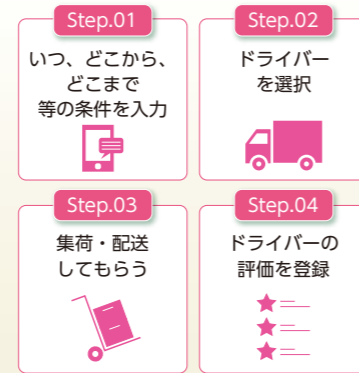 Step.01
いつ、どこから、
どこまで
等の条件を入力
Step.02
ドライバー
を選択
Step.03
集荷・配送
してもらう
Step.04
ドライバーの
評価を登録